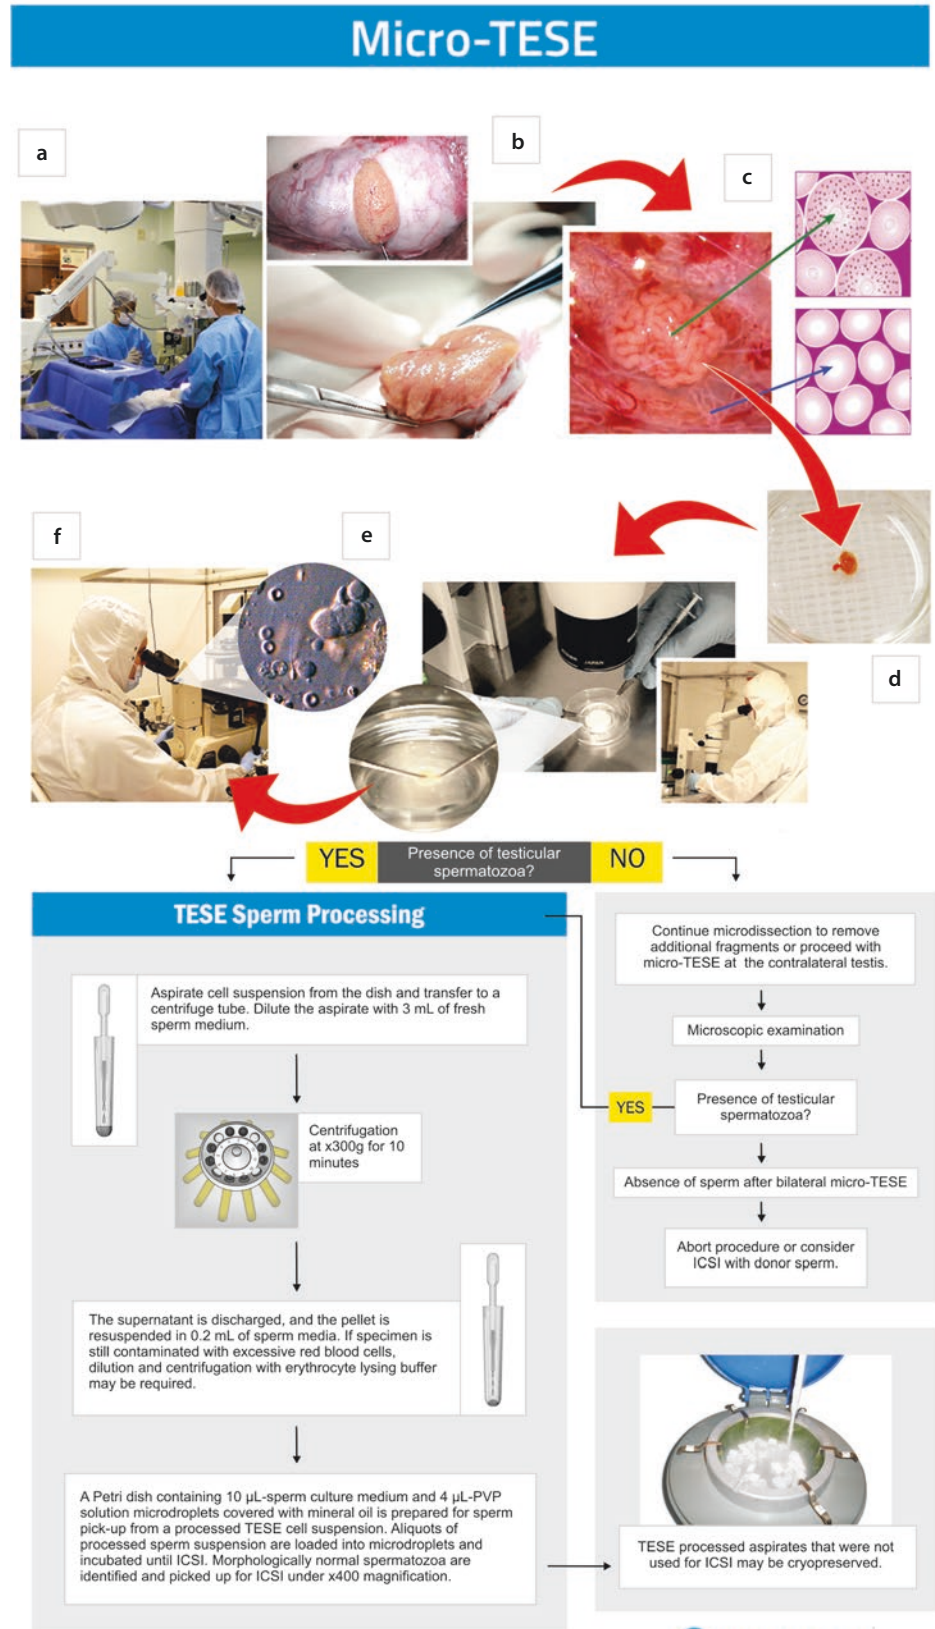 Micro-TESE
a
b
c
f
e
d
YES
Presence of testicular
spermatozoa?
NO
TESE Sperm Processing
Aspirate cell suspension from the dish and transfer to a
centrifuge tube. Dilute the aspirate with 3 mL of fresh
sperm medium.
Centrifugation
at x300g for 10
minutes
The supernatant is discharged, and the pellet is
resuspended in 0.2 mL of sperm media. If specimen is
still contaminated with excessive red blood cells,
dilution and centrifugation with erythrocyte lysing buffer
may be required.
A Petri dish containing 10 µL-sperm culture medium and 4 µL-PVP
solution microdroplets covered with mineral oil is prepared for sperm
pick-up from a processed TESE cell suspension. Aliquots of
processed sperm suspension are loaded into microdroplets and
incubated until ICSI. Morphologically normal spermatozoa are
identified and picked up for ICSI under x400 magnification.
Continue microdissection to remove
additional fragments or proceed with
micro-TESE at the contralateral testis.
Microscopic examination
YES
Presence of testicular
spermatozoa?
Absence of sperm after bilateral micro-TESE
Abort procedure or consider
ICSI with donor sperm.
TESE processed aspirates that were not
used for ICSI may be cryopreserved.